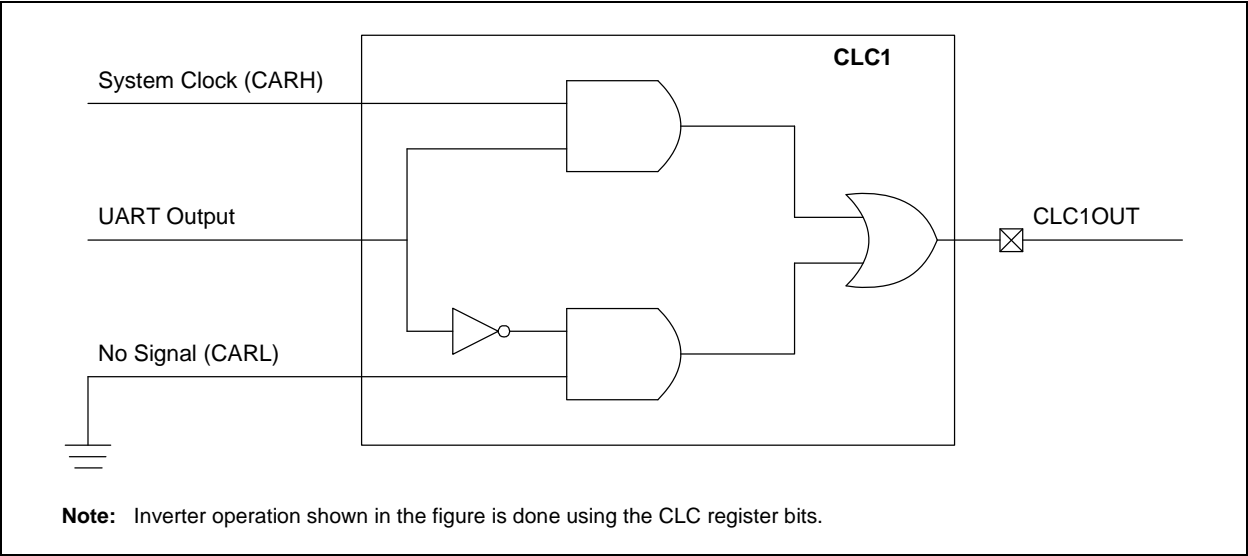 CLC1
System Clock (CARH)
UART Output
CLC1OUT
No Signal (CARL)
Note: Inverter operation shown in the figure is done using the CLC register bits.